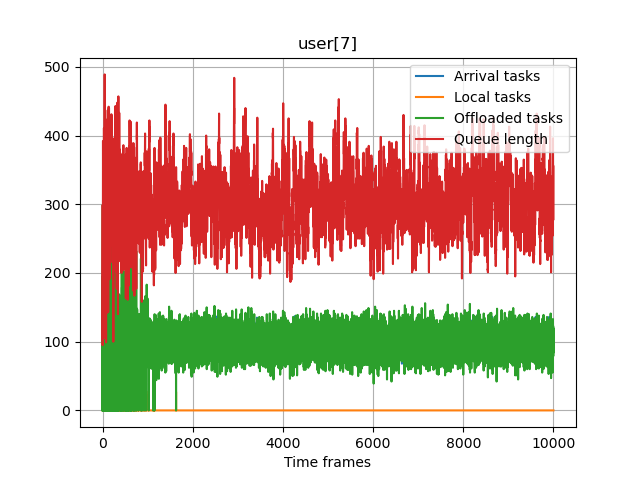 user[7]
500
400
300
200
100
0
Arrival tasks
Local tasks
Offloaded tasks
Queue length
0 2000 4000 6000 8000 10000
Time frames